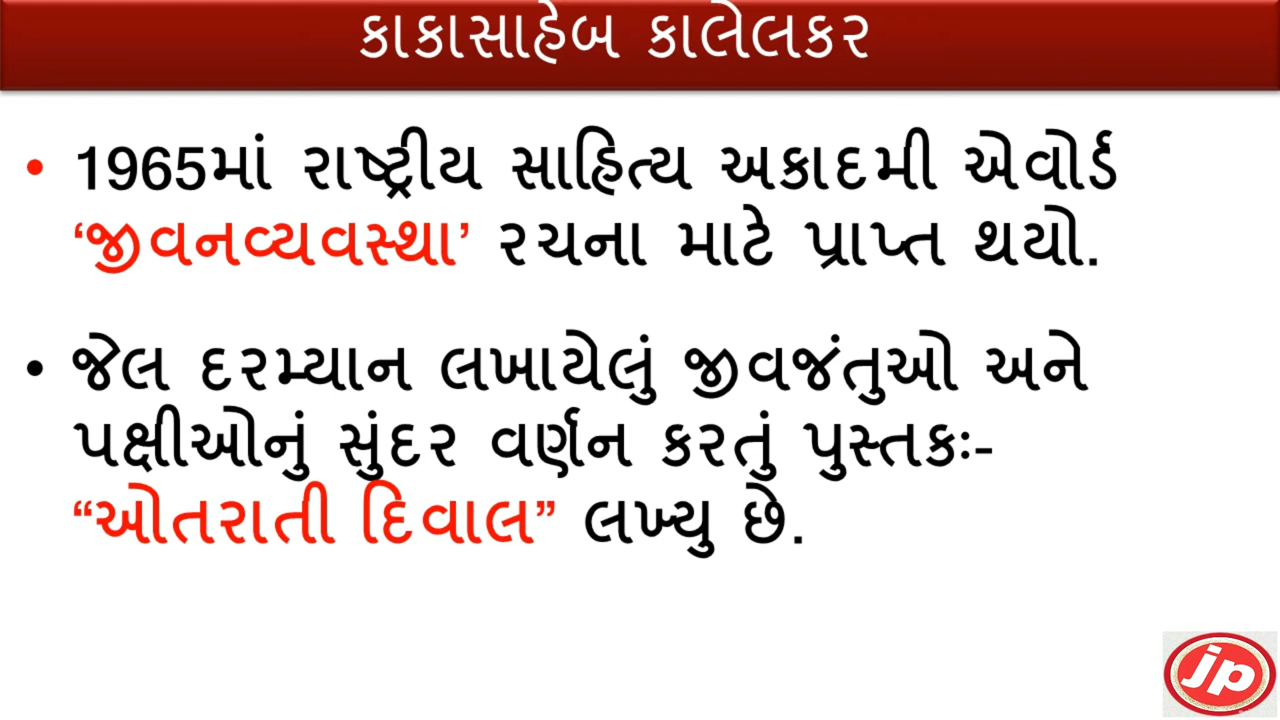 કાકાસાહેબ કાલેલકર
• 1965માં રાષ્ટ્રીય સાહિત્ય અકાદમી એવોર્ડ
‘જીવનવ્યવસ્થા’ રચના માટે પ્રાપ્ત થયો.
• જેલ દરમ્યાન લખાયેલું જીવજંતુઓ અને
પક્ષીઓનું સુંદર વર્ણન કરતું પુસ્તકઃ-
“ઓતરાતી દિવાલ” લખ્યુ છે.
jp